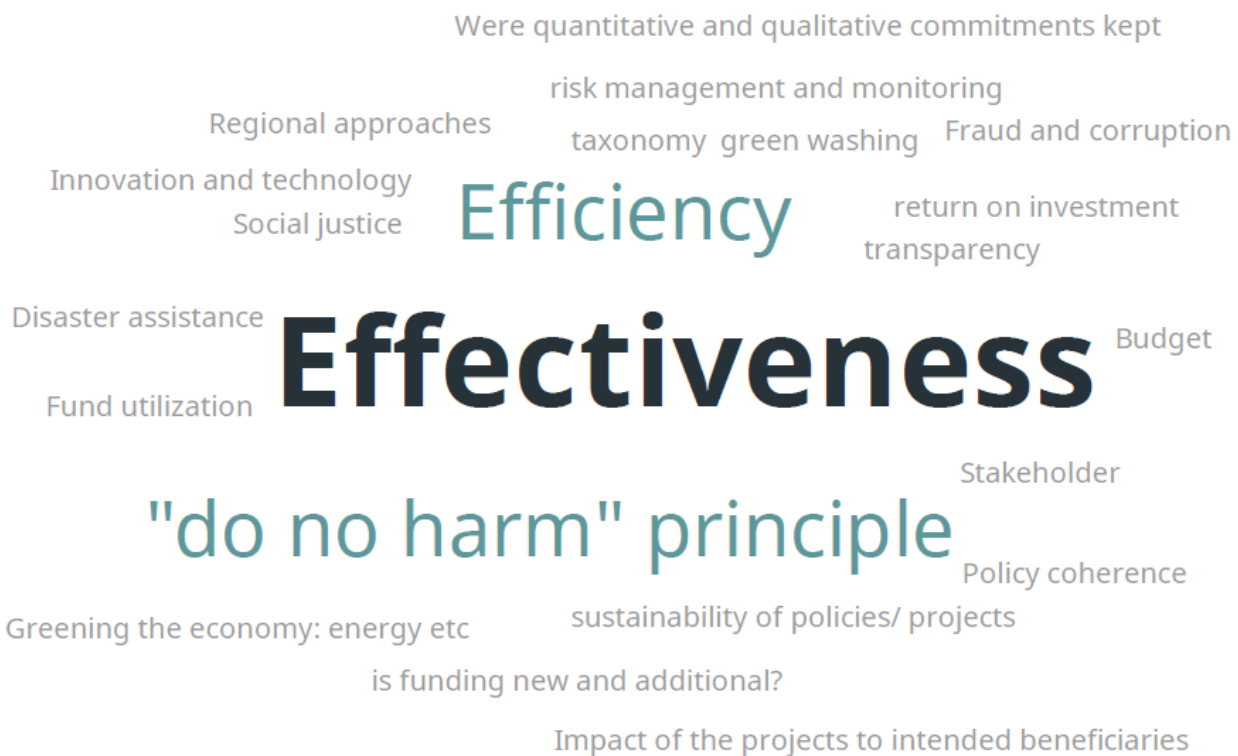 Were quantitative and qualitative commitments kept
risk management and monitoring
Regional approaches
taxonomy
green washing
Fraud and corruption
Innovation and technology
Efficiency
return on investment
Social justice
transparency
Disaster assistance
Effectiveness
Budget
Fund utilization
Stakeholder
"do no harm" principle
Policy coherence
Greening the economy: energy etc
sustainability of policies/ projects
is funding new and additional?
Impact of the projects to intended beneficiaries